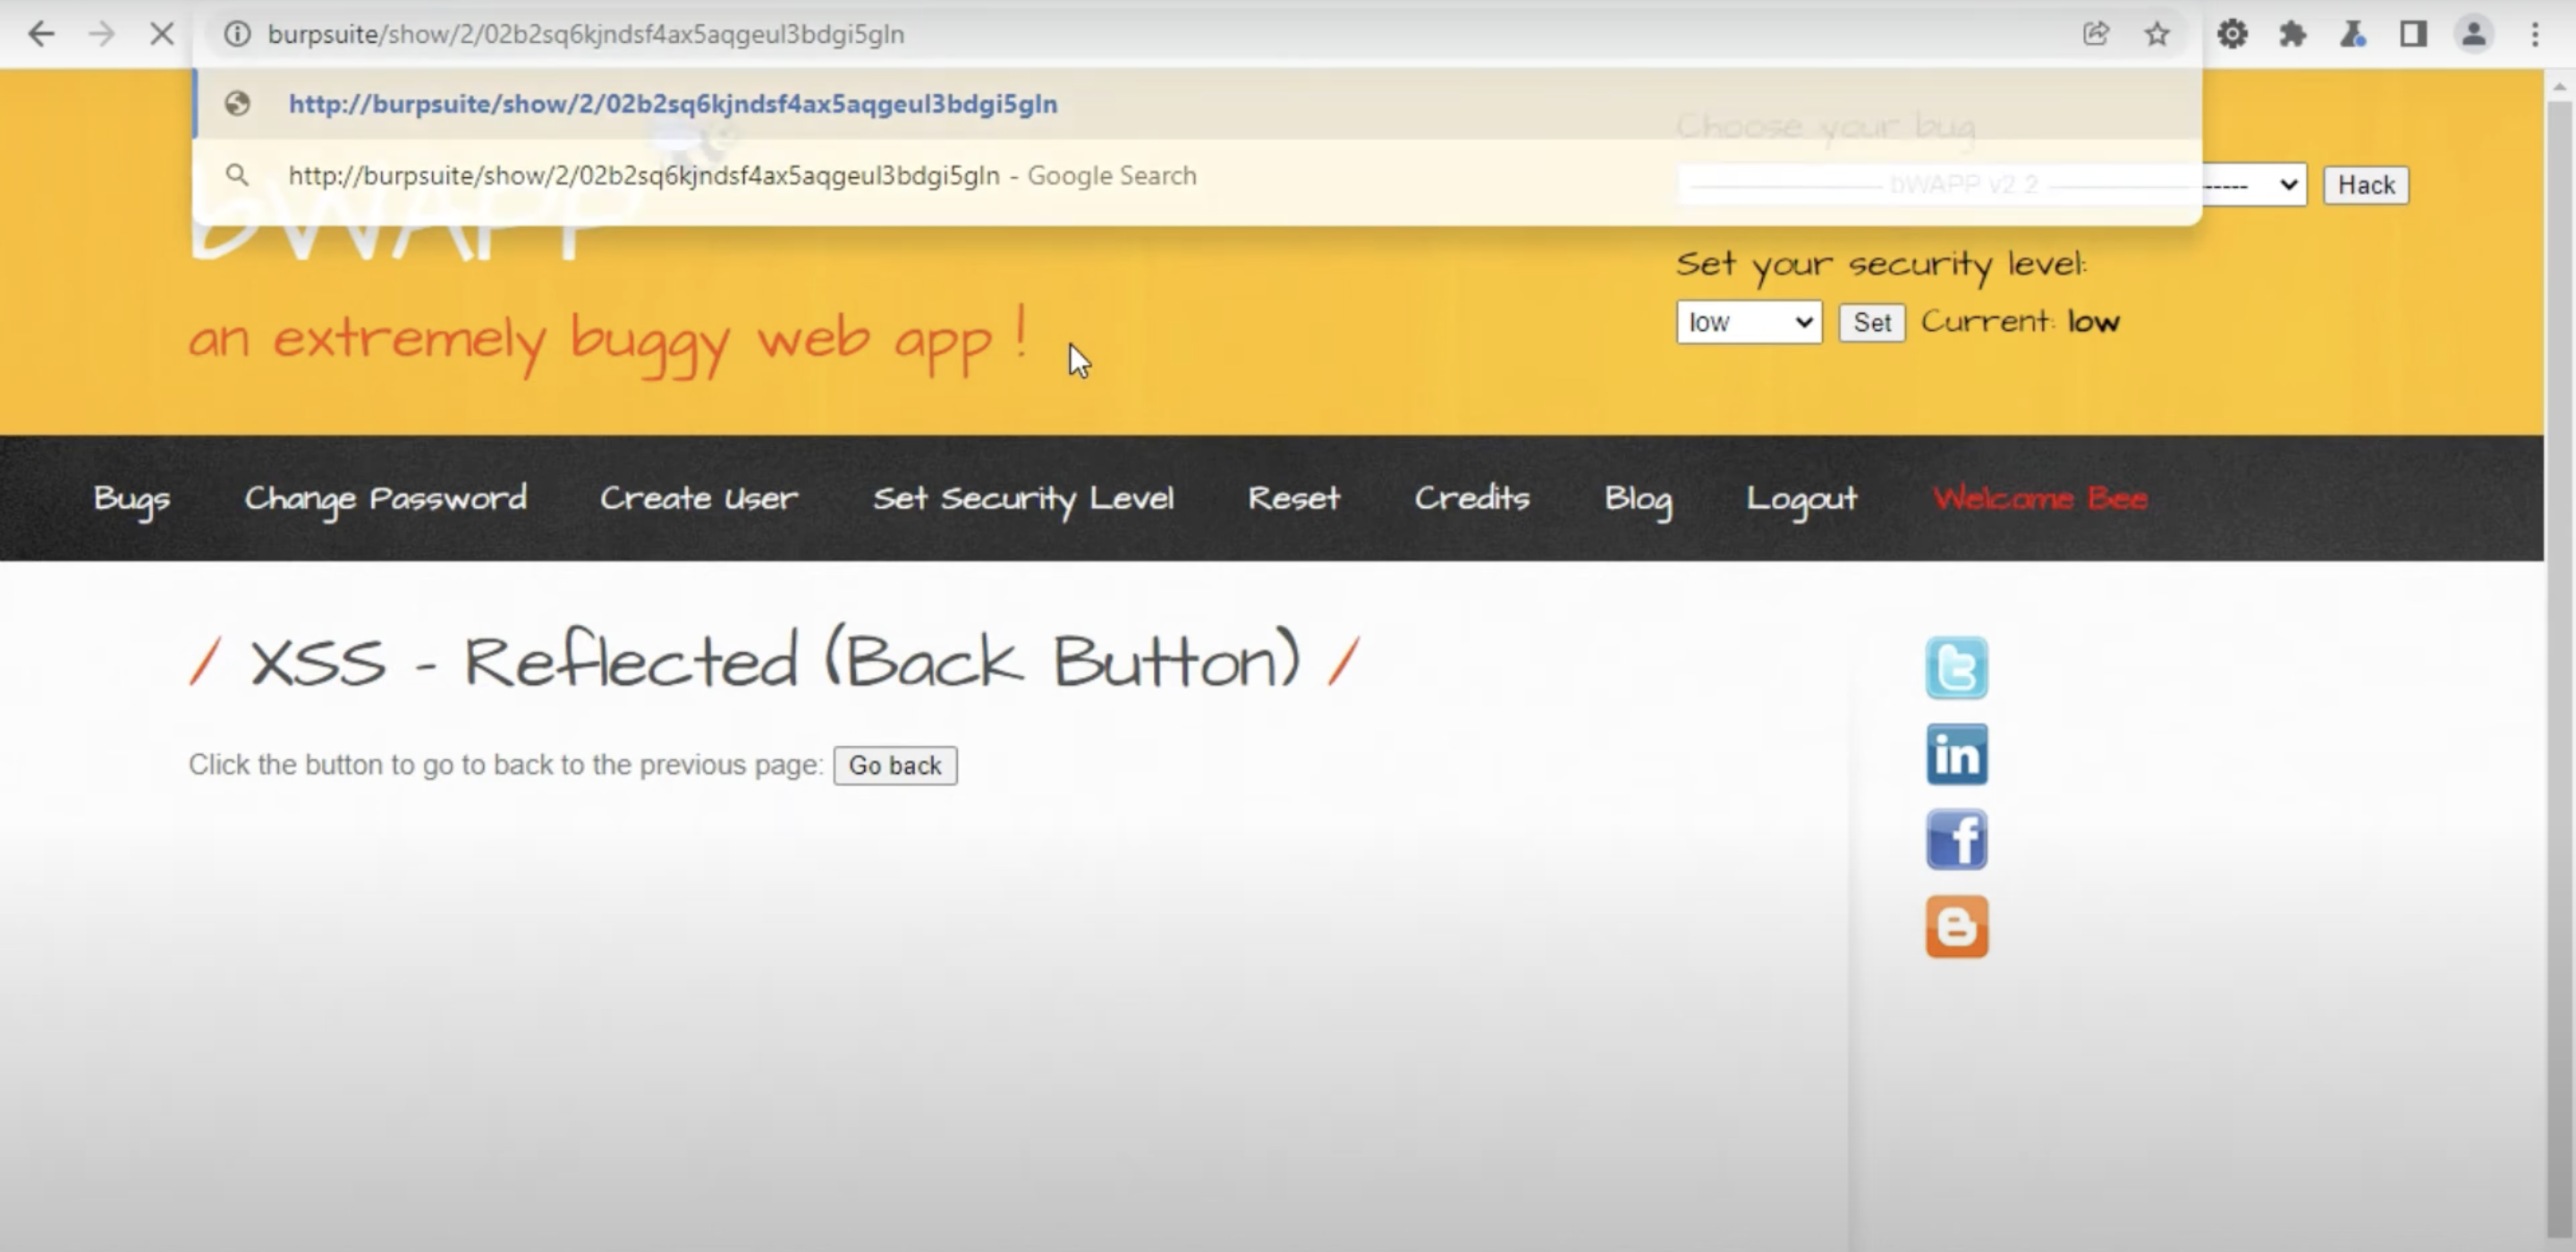 burpsuite/show/2/02b2sq6kjndsf4ax5aqgeul3bdgi5gln
http://burpsuite/show/2/02b2sq6kjndsf4ax5aqgeul3bdgi5gln
http://burpsuite/show/2/02b2sq6kjndsf4ax5aqgeul3bdgi5gln - Google Search
Choose your bug
bWAPP v2.2 Hack
bWAPP
an extremely buggy web app !
Set your security level:
low Set Current: low
Bugs Change Password Create User Set Security Level Reset Credits Blog Logout Welcome Bee
/ XSS - Reflected (Back Button) /
Click the button to go to back to the previous page: Go back